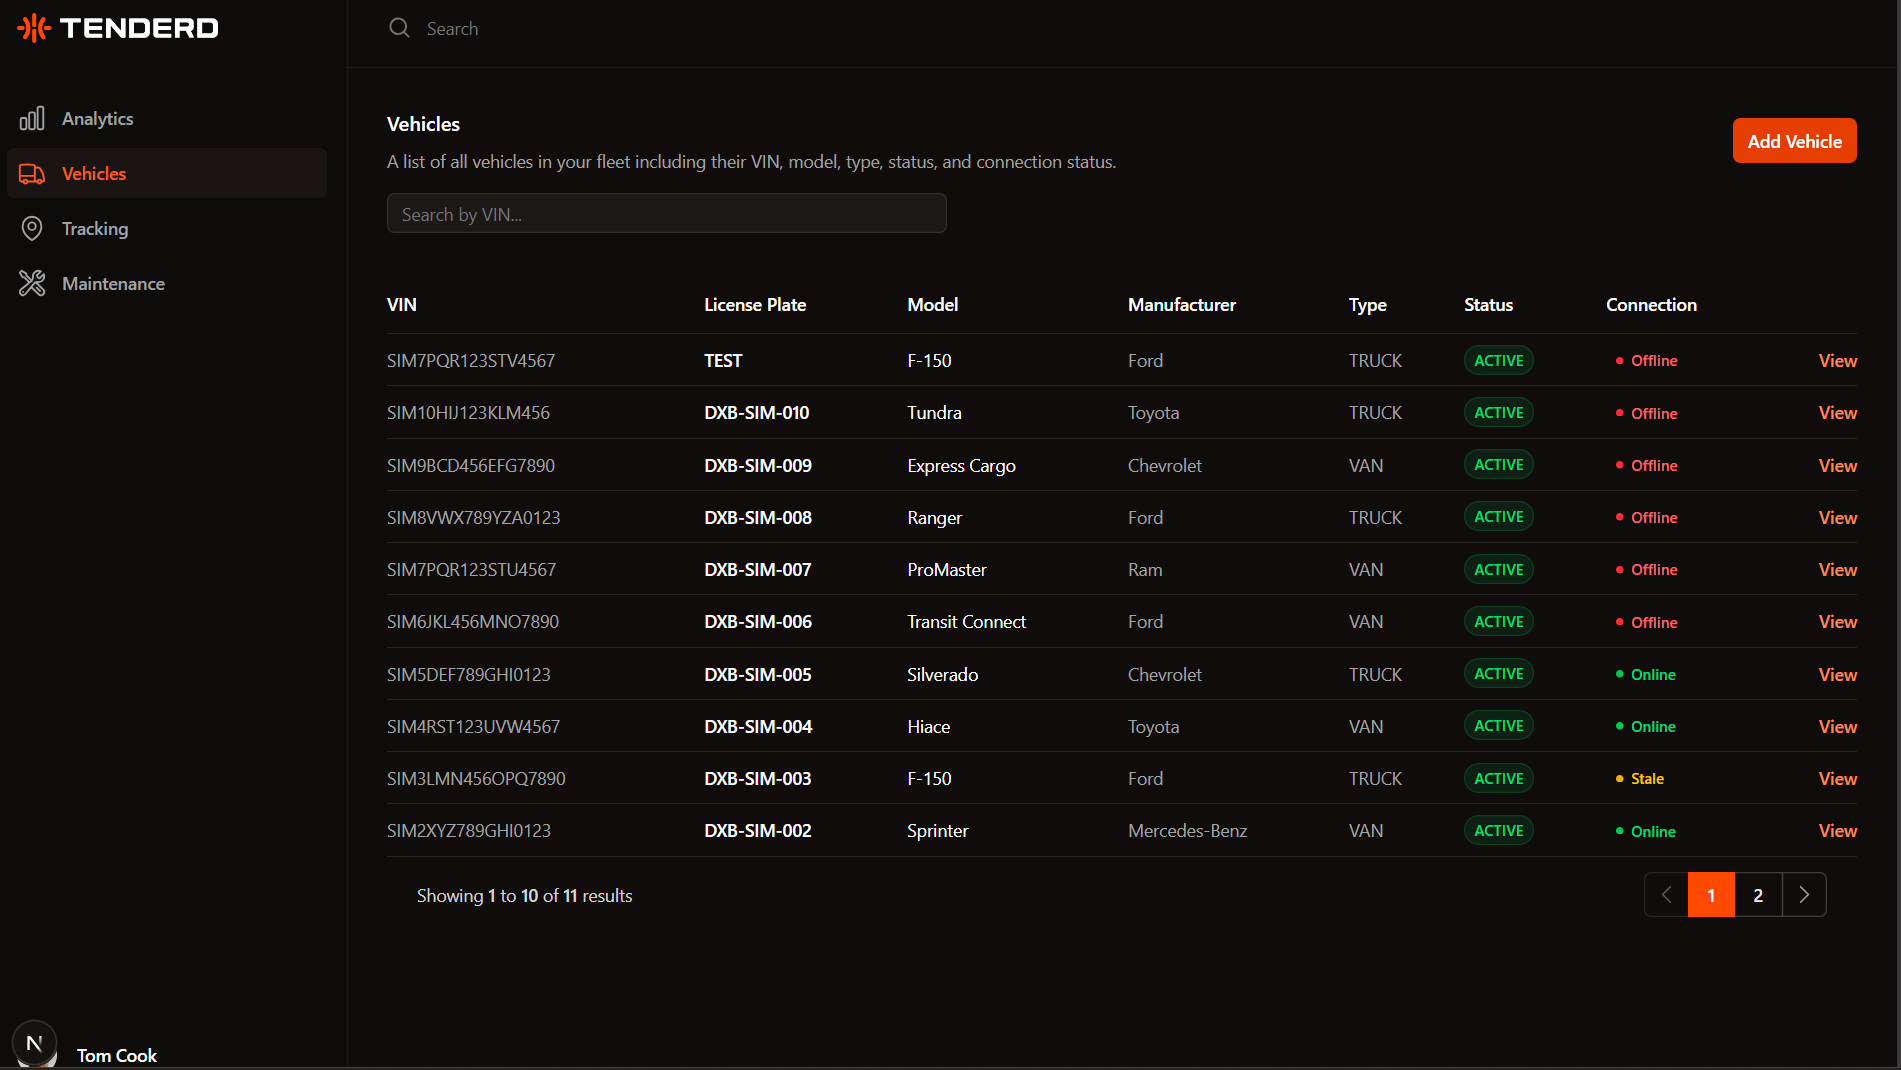 TENDERD
Search
Analytics
Vehicles
Tracking
Maintenance
Vehicles
A list of all vehicles in your fleet including their VIN, model, type, status, and connection status.
Add Vehicle
Search by VIN...
VIN License Plate Model Manufacturer Type Status Connection
SIM7PQR123STV4567 TEST F-150 Ford TRUCK ACTIVE Offline View
SIM10HIJ123KLM456 DXB-SIM-010 Tundra Toyota TRUCK ACTIVE Offline View
SIM9BCD456EFG7890 DXB-SIM-009 Express Cargo Chevrolet VAN ACTIVE Offline View
SIM8VWX789YZA0123 DXB-SIM-008 Ranger Ford TRUCK ACTIVE Offline View
SIM7PQR123STU4567 DXB-SIM-007 ProMaster Ram VAN ACTIVE Offline View
SIM6JKL456MNO7890 DXB-SIM-006 Transit Connect Ford VAN ACTIVE Offline View
SIM5DEF789GHI0123 DXB-SIM-005 Silverado Chevrolet TRUCK ACTIVE Online View
SIM4RST123UVW4567 DXB-SIM-004 Hiace Toyota VAN ACTIVE Online View
SIM3LMN456OPQ7890 DXB-SIM-003 F-150 Ford TRUCK ACTIVE Stale View
SIM2XYZ789GHI0123 DXB-SIM-002 Sprinter Mercedes-Benz VAN ACTIVE Online View
Showing 1 to 10 of 11 results
1 2
N
Tom Cook